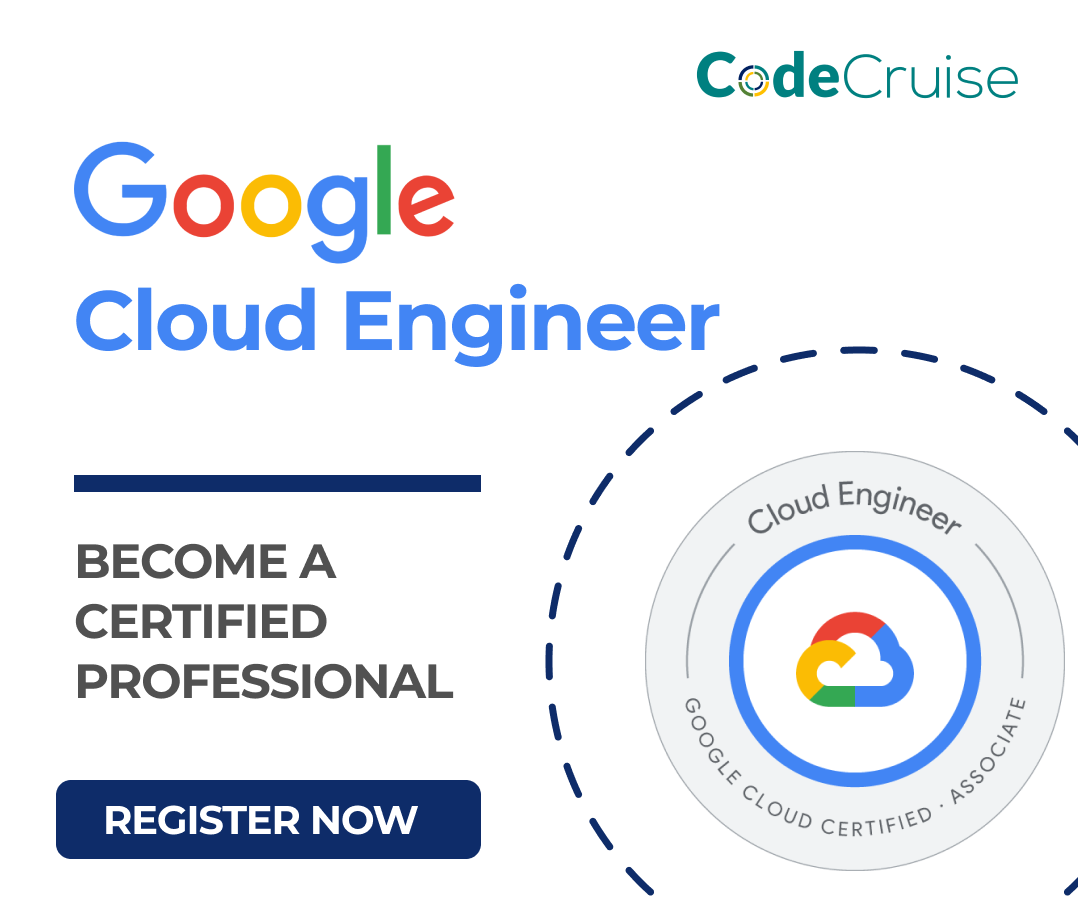 CodeCruise
Google
Cloud Engineer
BECOME A
CERTIFIED
PROFESSIONAL
REGISTER NOW
Cloud Engineer
GOOGLE CLOUD CERTIFIED · ASSOCIATE